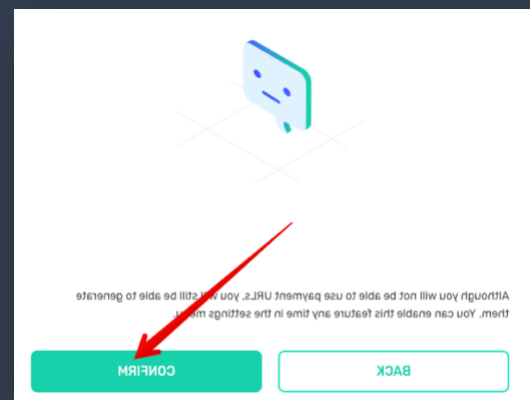 Although you will not be able to use payment URLs, you will still be able to generate
them. You can enable this feature any time in the settings menu.
BACK
CONFIRM